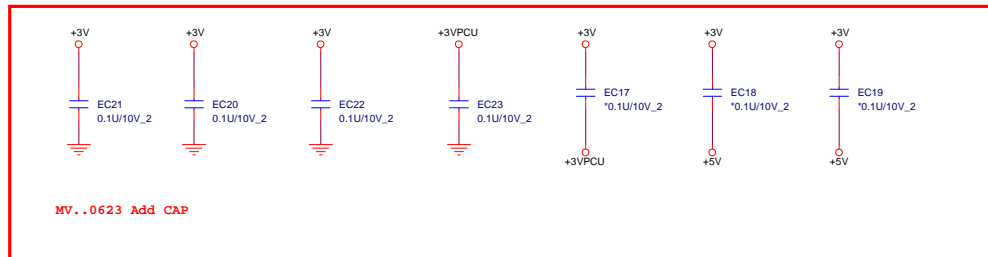 +3V +3V +3V +3VPCU +3V +3V +3V
EC21 EC20 EC22 EC23 EC17 EC18 EC19
0.1U/10V_2 0.1U/10V_2 0.1U/10V_2 0.1U/10V_2 *0.1U/10V_2 *0.1U/10V_2 *0.1U/10V_2
+3VPCU +5V +5V
MV..0623 Add CAP